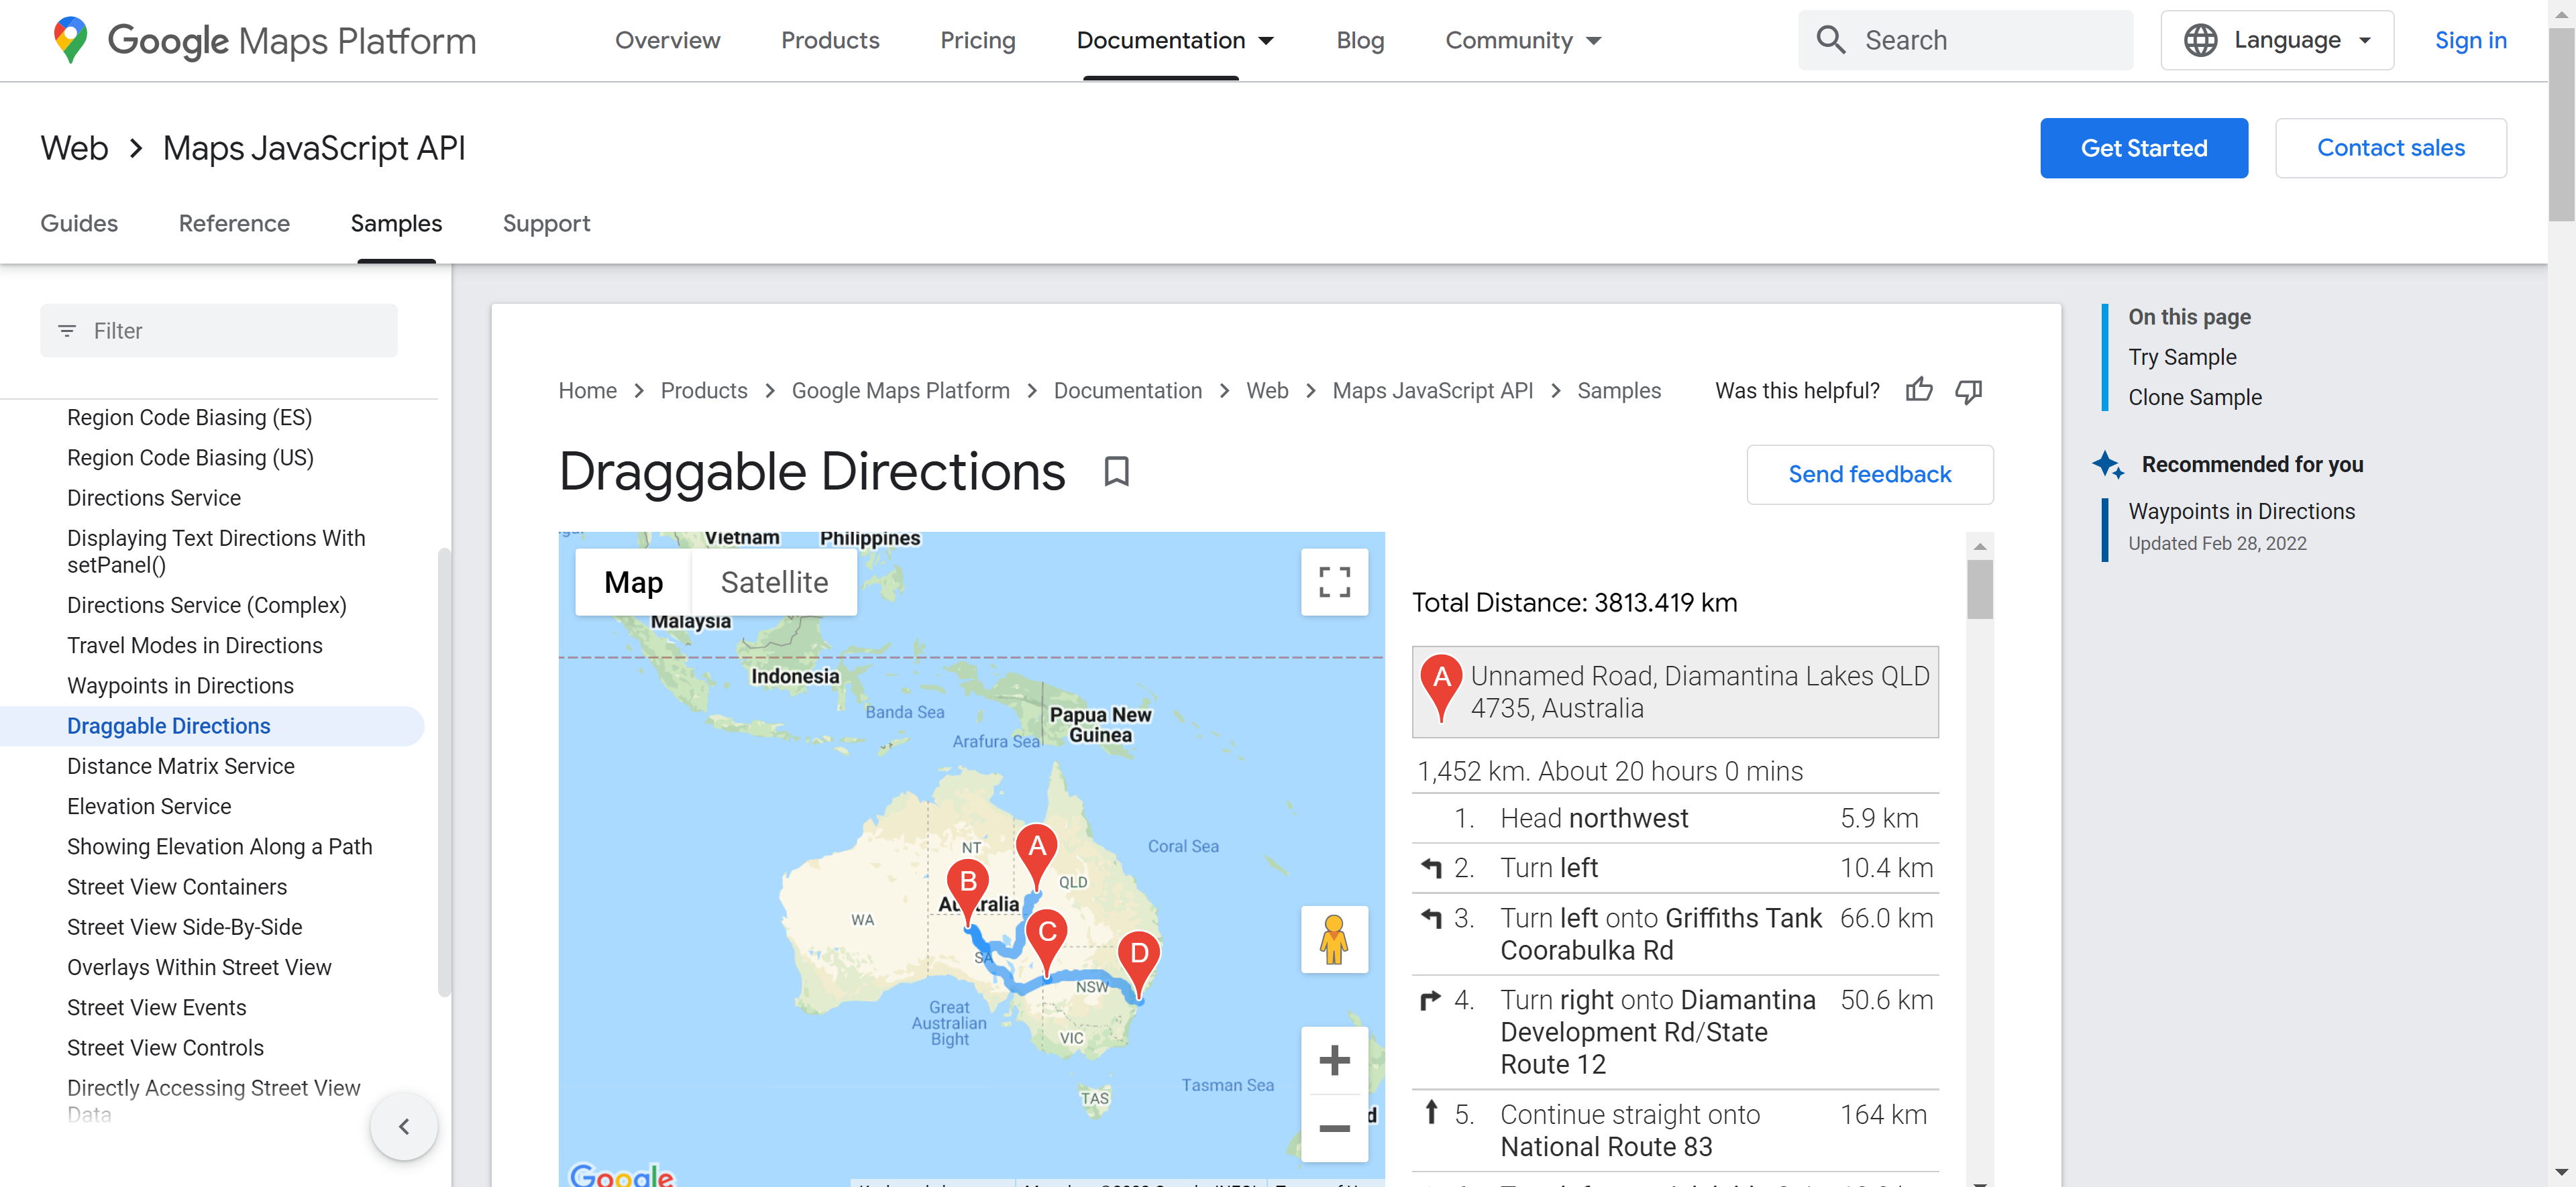 Google Maps Platform
Overview
Products
Pricing
Documentation
Blog
Community
Search
Language
Sign in
Web
Maps JavaScript API
Get Started
Contact sales
Guides
Reference
Samples
Support
Filter
Region Code Biasing (ES)
Region Code Biasing (US)
Directions Service
Displaying Text Directions With
setPanel()
Directions Service (Complex)
Travel Modes in Directions
Waypoints in Directions
Draggable Directions
Distance Matrix Service
Elevation Service
Showing Elevation Along a Path
Street View Containers
Street View Side-By-Side
Overlays Within Street View
Street View Events
Street View Controls
Directly Accessing Street View
Data
Home
Products
Google Maps Platform
Documentation
Web
Maps JavaScript API
Samples
Was this helpful?
Draggable Directions
Send feedback
Vietnam
Philippines
Map
Satellite
Malaysia
Indonesia
Banda Sea
Papua New
Guinea
Arafura Sea
Coral Sea
NT
A
B
QLD
Australia
WA
C
D
SA
NSW
Great
Australian
Bight
VIC
Tasman Sea
TAS
Google
Total Distance: 3813.419 km
A
Unnamed Road, Diamantina Lakes QLD
4735, Australia
1,452 km. About 20 hours 0 mins
1. Head northwest 5.9 km
2. Turn left 10.4 km
3. Turn left onto Griffiths Tank 66.0 km
Coorabulka Rd
4. Turn right onto Diamantina 50.6 km
Development Rd/State
Route 12
5. Continue straight onto 164 km
National Route 83
On this page
Try Sample
Clone Sample
Recommended for you
Waypoints in Directions
Updated Feb 28, 2022